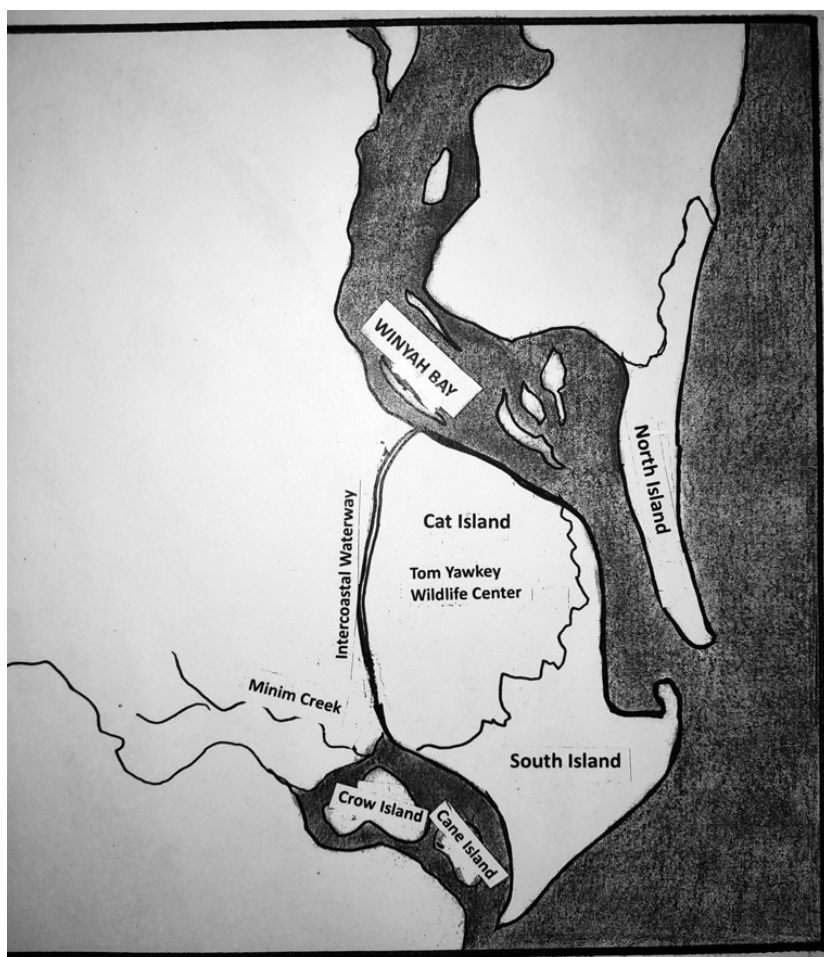 WINYAH BAY
North Island
Cat Island
Intercoastal Waterway
Tom Yawkey
Wildlife Center
Minim Creek
South Island
Crow Island
Cane Island